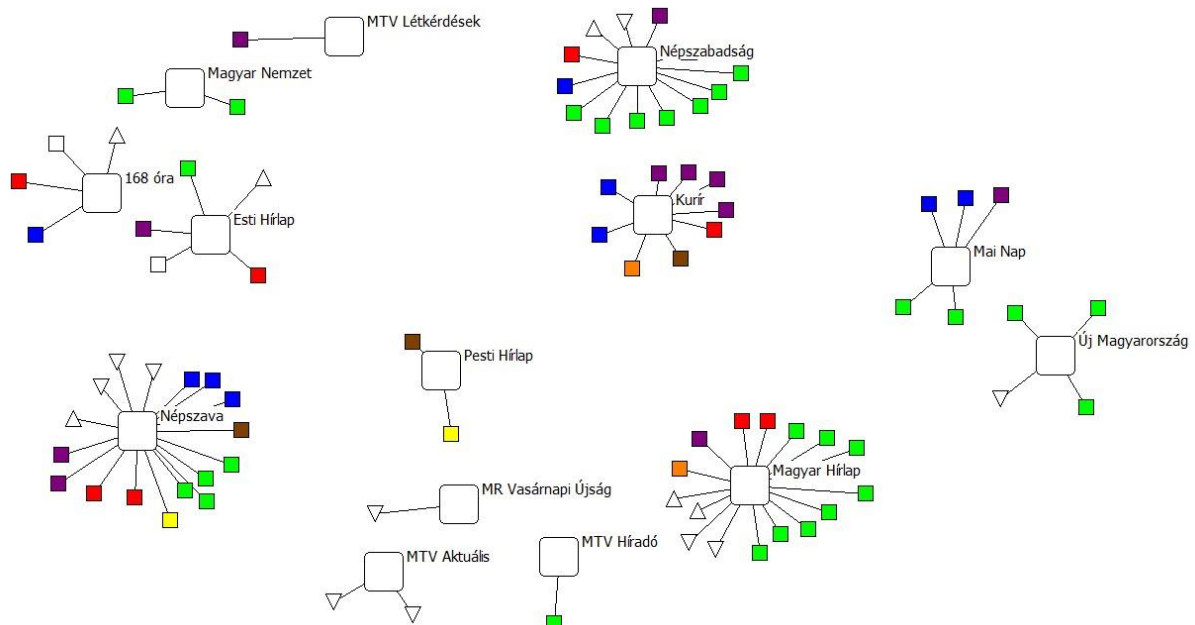 MTV Létkérdések
Népszabadság
Magyar Nemzet
168 óra
Kurír
Esti Hírlap
Mai Nap
Új Magyarország
Pesti Hírlap
Népszava
Magyar Hírlap
MR Vasárnapi Újság
MTV Híradó
MTV Aktuális